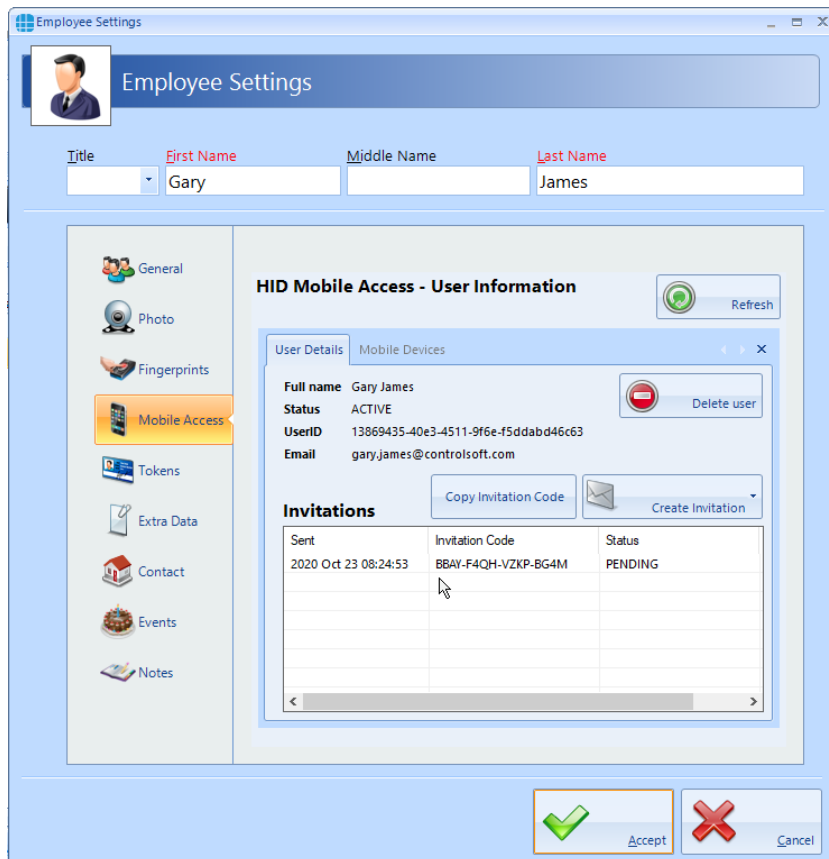 Employee Settings
Employee Settings
Title First Name Middle Name Last Name
Gary James
General
Photo
Fingerprints
Mobile Access
Tokens
Extra Data
Contact
Events
Notes
HID Mobile Access - User Information
Refresh
User Details Mobile Devices
Full name Gary James
Status ACTIVE
UserID 13869435-40e3-4511-9f6e-f5ddabd46c63
Email gary.james@controlsoft.com
Delete user
Invitations
Copy Invitation Code
Create Invitation
Sent Invitation Code Status
2020 Oct 23 08:24:53 BBAY-F4QH-VZKP-BG4M PENDING
Accept
Cancel